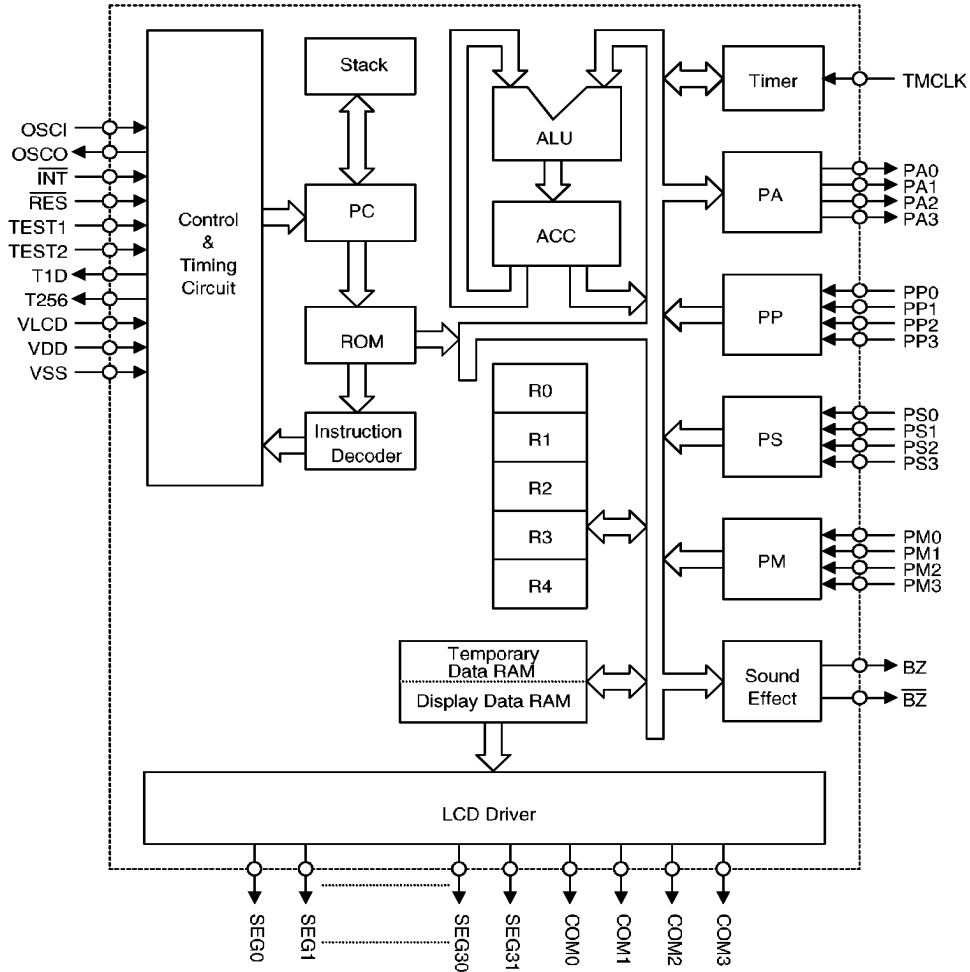 OSCI
OSCO
INT
RES
TEST1
TEST2
T1D
T256
VLCD
VDD
VSS
Control
&
Timing
Circuit
Stack
PC
ROM
Instruction
Decoder
ALU
ACC
R0
R1
R2
R3
R4
Temporary
Data RAM
Display Data RAM
Timer
TMCLK
PA
PA0
PA1
PA2
PA3
PP
PP0
PP1
PP2
PP3
PS
PS0
PS1
PS2
PS3
PM
PM0
PM1
PM2
PM3
Sound
Effect
BZ
BZ
LCD Driver
SEG0
SEG1
SEG30
SEG31
COM0
COM1
COM2
COM3